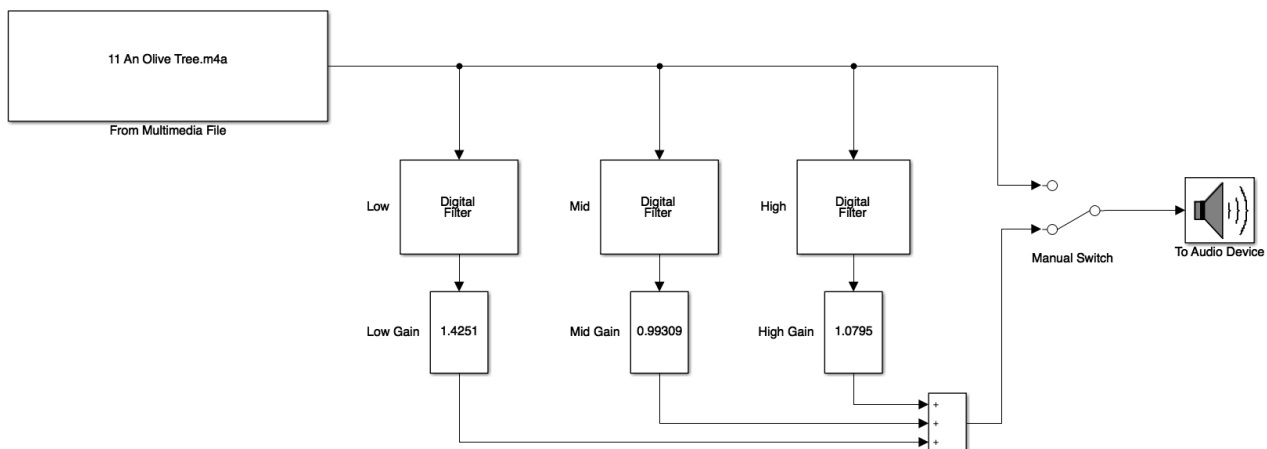 11 An Olive Tree.m4a
From Multimedia File
Low
Digital
Filter
Mid
Digital
Filter
High
Digital
Filter
Manual Switch
To Audio Device
Low Gain
1.4251
Mid Gain
0.99309
High Gain
1.0795
+
+
+